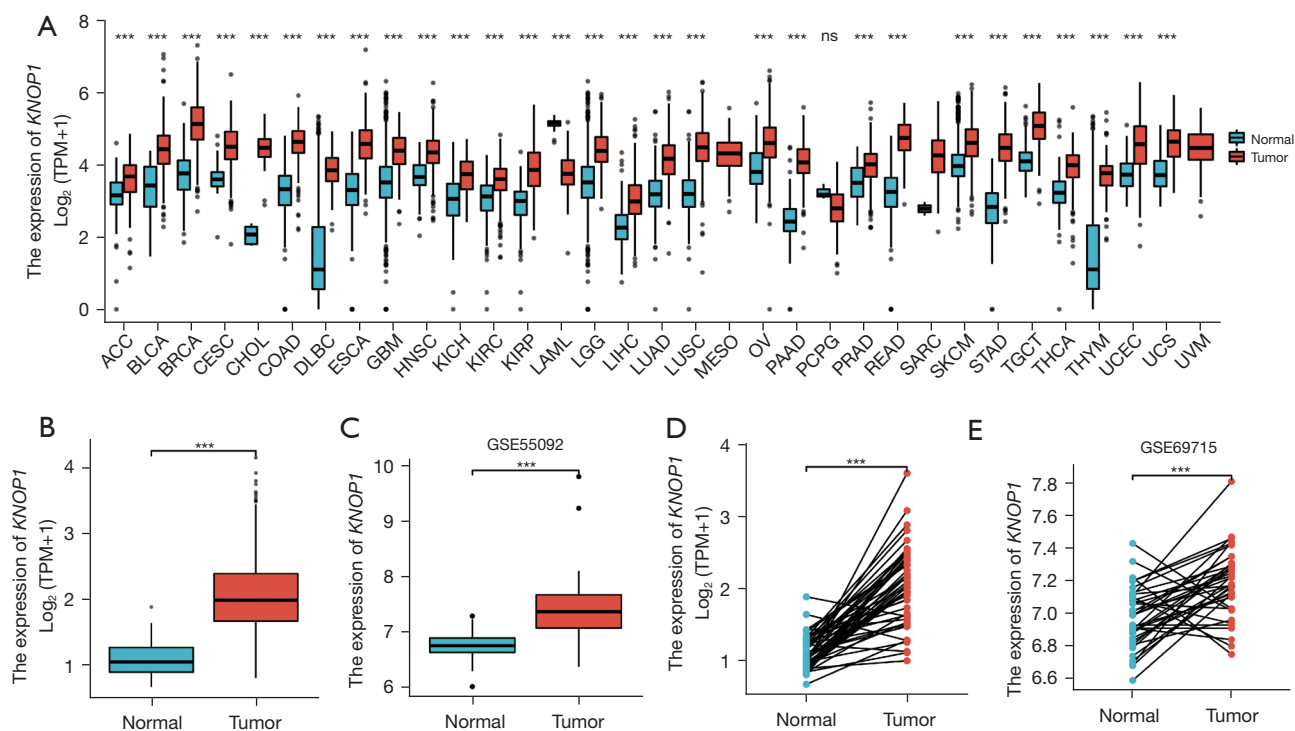 A
The expression of KNOP1
Log2 (TPM+1)
8
6
4
2
0
*** *** *** *** *** *** *** *** *** *** *** *** *** *** *** *** *** *** *** *** ns *** *** *** *** *** *** *** *** ***
Normal
Tumor
ACC BLCA BRCA CESC CHOL COAD DLBC ESCA GBM HNSC KICH KIRC KIRP LAML LGG LIHC LUAD LUSC MESO OV PAAD PCPG PRAD READ SARC SKCM STAD TGCT THCA THYM UCEC UCS UVM
B
The expression of KNOP1
Log2 (TPM+1)
4
3
2
1
***
Normal Tumor
C
GSE55092
The expression of KNOP1
10
9
8
7
6
***
Normal Tumor
D
The expression of KNOP1
Log2 (TPM+1)
4
3
2
1
***
Normal Tumor
E
GSE69715
The expression of KNOP1
7.8
7.6
7.4
7.2
7.0
6.8
6.6
***
Normal Tumor